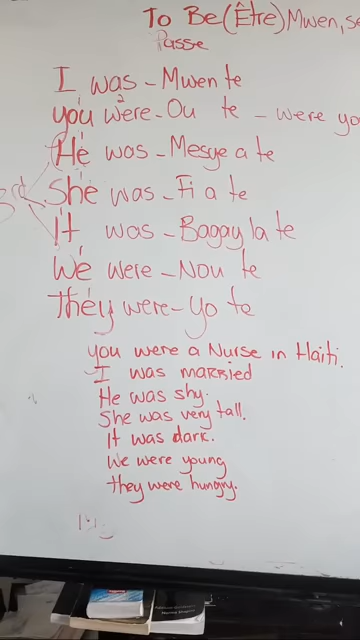 To Be (Être) Mwen, se
Passe
I was - Mwen te
you were - Ou te - were yo
He was - Mesye a te
3rd
She was - Fi a te
It was - Bagay la te
We were - Nou te
They were - Yo te
you were a Nurse in Haiti.
I was married
He was shy.
She was very tall.
It was dark.
We were young
they were hungry.